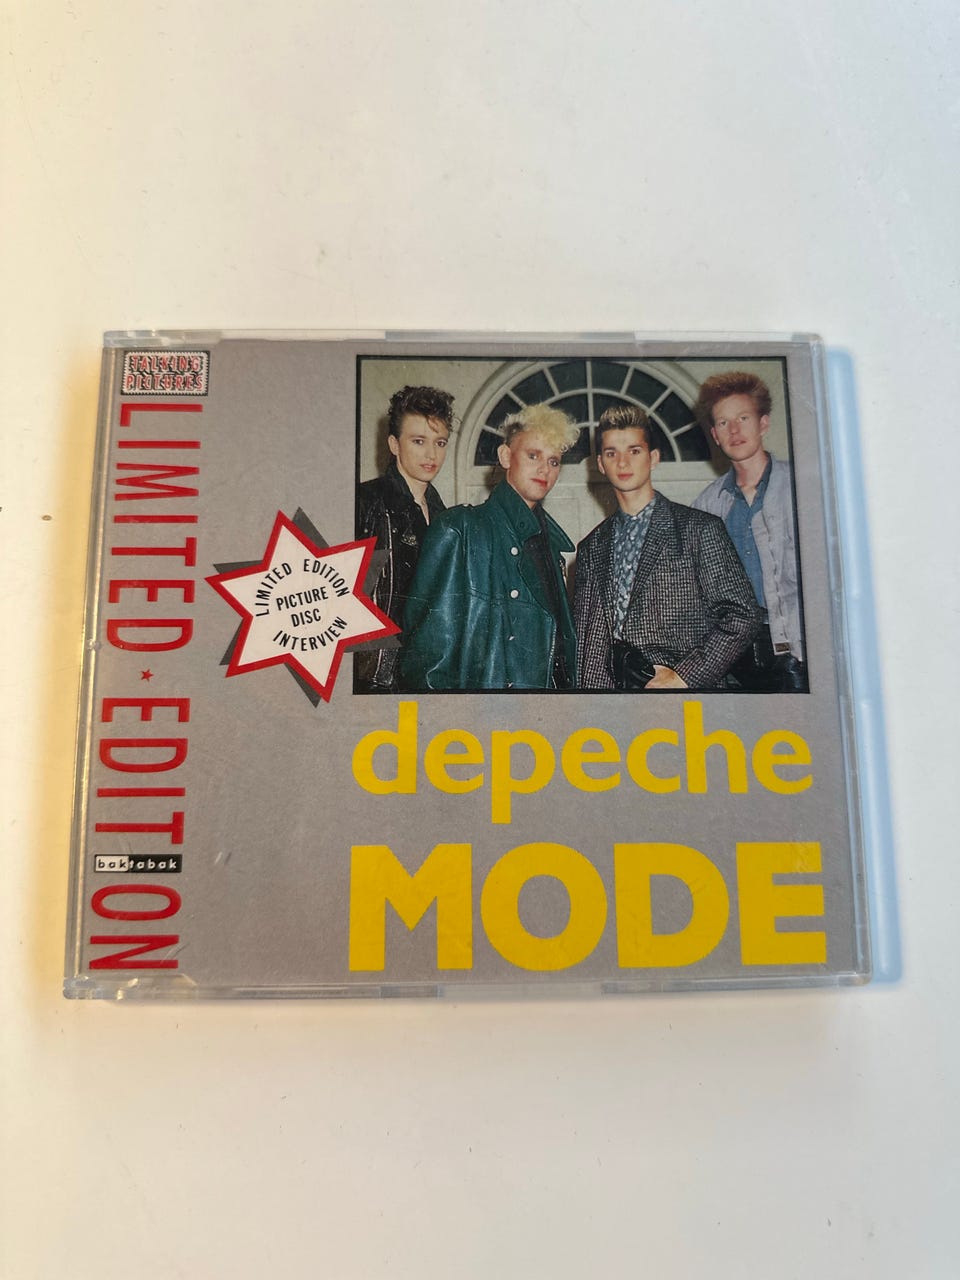 TALKING
PICTURES
LIMITED ★ EDITION
baktabak
LIMITED EDITION
PICTURE
DISC
INTERVIEW
depeche
MODE